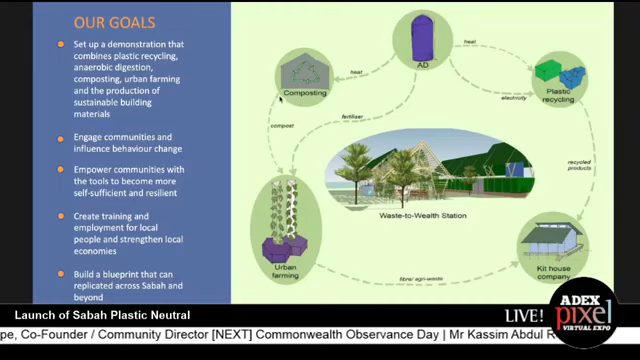 OUR GOALS
Set up a demonstration that
combines plastic recycling,
anaerobic digestion,
composting, urban farming
and the production of
sustainable building
materials
Engage communities and
influence behaviour change
Empower communities with
the tools to become more
self-sufficient and resilient
Create training and
employment for local
people and strengthen local
economies
Build a blueprint that can
replicated across Sabah and
beyond
AD
heat
heat
Composting
electricity
Plastic
recycling
compost
fertiliser
recycled
products
Waste-to-Wealth Station
Urban
farming
fibre/ agri-waste
Kit house
company
Launch of Sabah Plastic Neutral
LIVE!
ADEX
pixel
VIRTUAL EXPO
pe, Co-Founder / Community Director [NEXT] Commonwealth Observance Day | Mr Kassim Abdul R